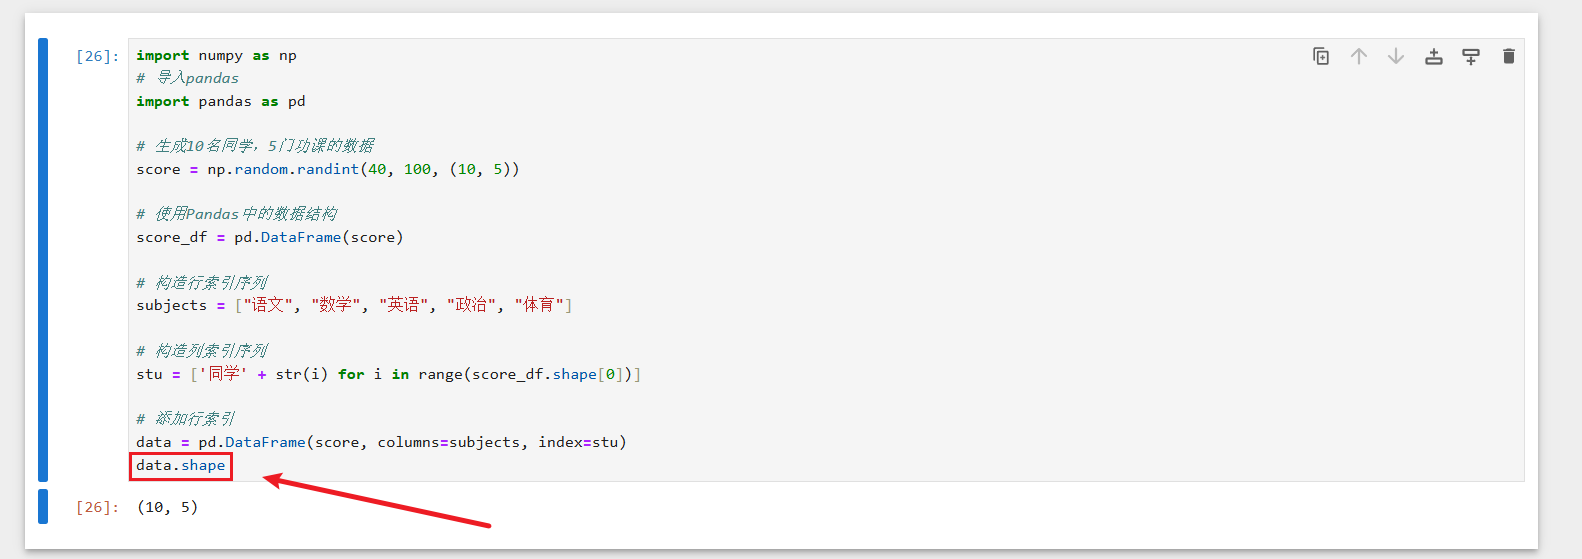 [26]: import numpy as np
# 导入pandas
import pandas as pd
# 生成10名同学，5门功课的数据
score = np.random.randint(40, 100, (10, 5))
# 使用Pandas中的数据结构
score_df = pd.DataFrame(score)
# 构造行索引序列
subjects = ["语文", "数学", "英语", "政治", "体育"]
# 构造列索引序列
stu = ['同学' + str(i) for i in range(score_df.shape[0])]
# 添加行索引
data = pd.DataFrame(score, columns=subjects, index=stu)
data.shape
[26]: (10, 5)